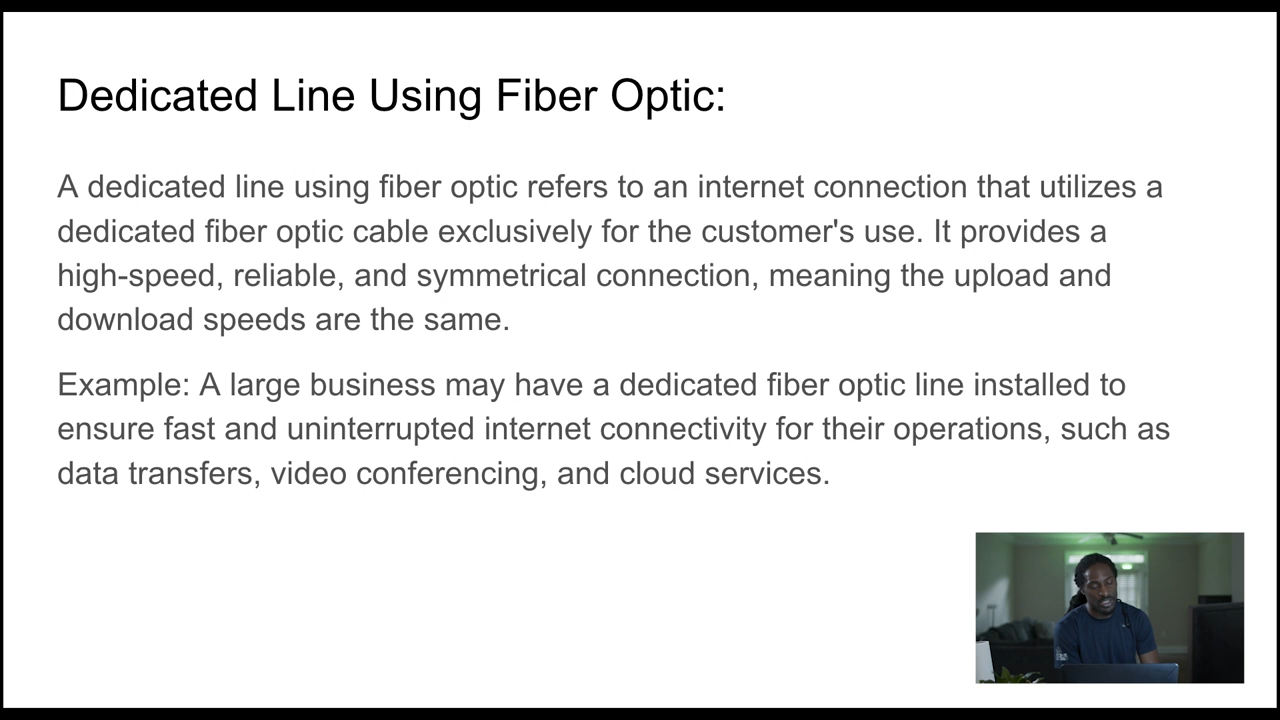 Dedicated Line Using Fiber Optic:
A dedicated line using fiber optic refers to an internet connection that utilizes a
dedicated fiber optic cable exclusively for the customer's use. It provides a
high-speed, reliable, and symmetrical connection, meaning the upload and
download speeds are the same.
Example: A large business may have a dedicated fiber optic line installed to
ensure fast and uninterrupted internet connectivity for their operations, such as
data transfers, video conferencing, and cloud services.